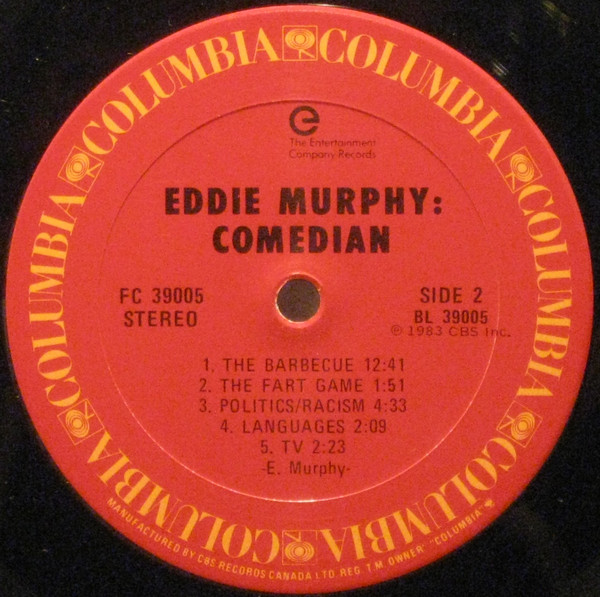 COLUMBIA COLUMBIA COLUMBIA COLUMBIA COLUMBIA COLUMBIA COLUMBIA COLUMBIA
e
The Entertainment
Company Records
EDDIE MURPHY:
COMEDIAN
FC 39005
STEREO
SIDE 2
BL 39005
℗ 1983 CBS Inc.
1. THE BARBECUE 12:41
2. THE FART GAME 1:51
3. POLITICS/RACISM 4:33
4. LANGUAGES 2:09
5. TV 2:23
-E. Murphy-
MANUFACTURED BY CBS RECORDS CANADA LTD. REG. T.M. OWNER "COLUMBIA"